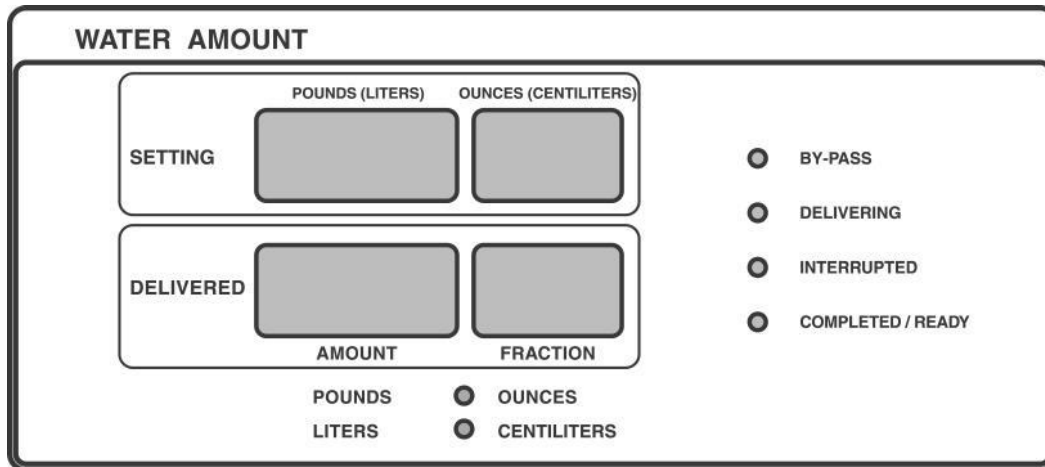 WATER AMOUNT
POUNDS (LITERS) OUNCES (CENTILITERS)
SETTING
DELIVERED
AMOUNT FRACTION
POUNDS OUNCES
LITERS CENTILITERS
BY-PASS
DELIVERING
INTERRUPTED
COMPLETED / READY